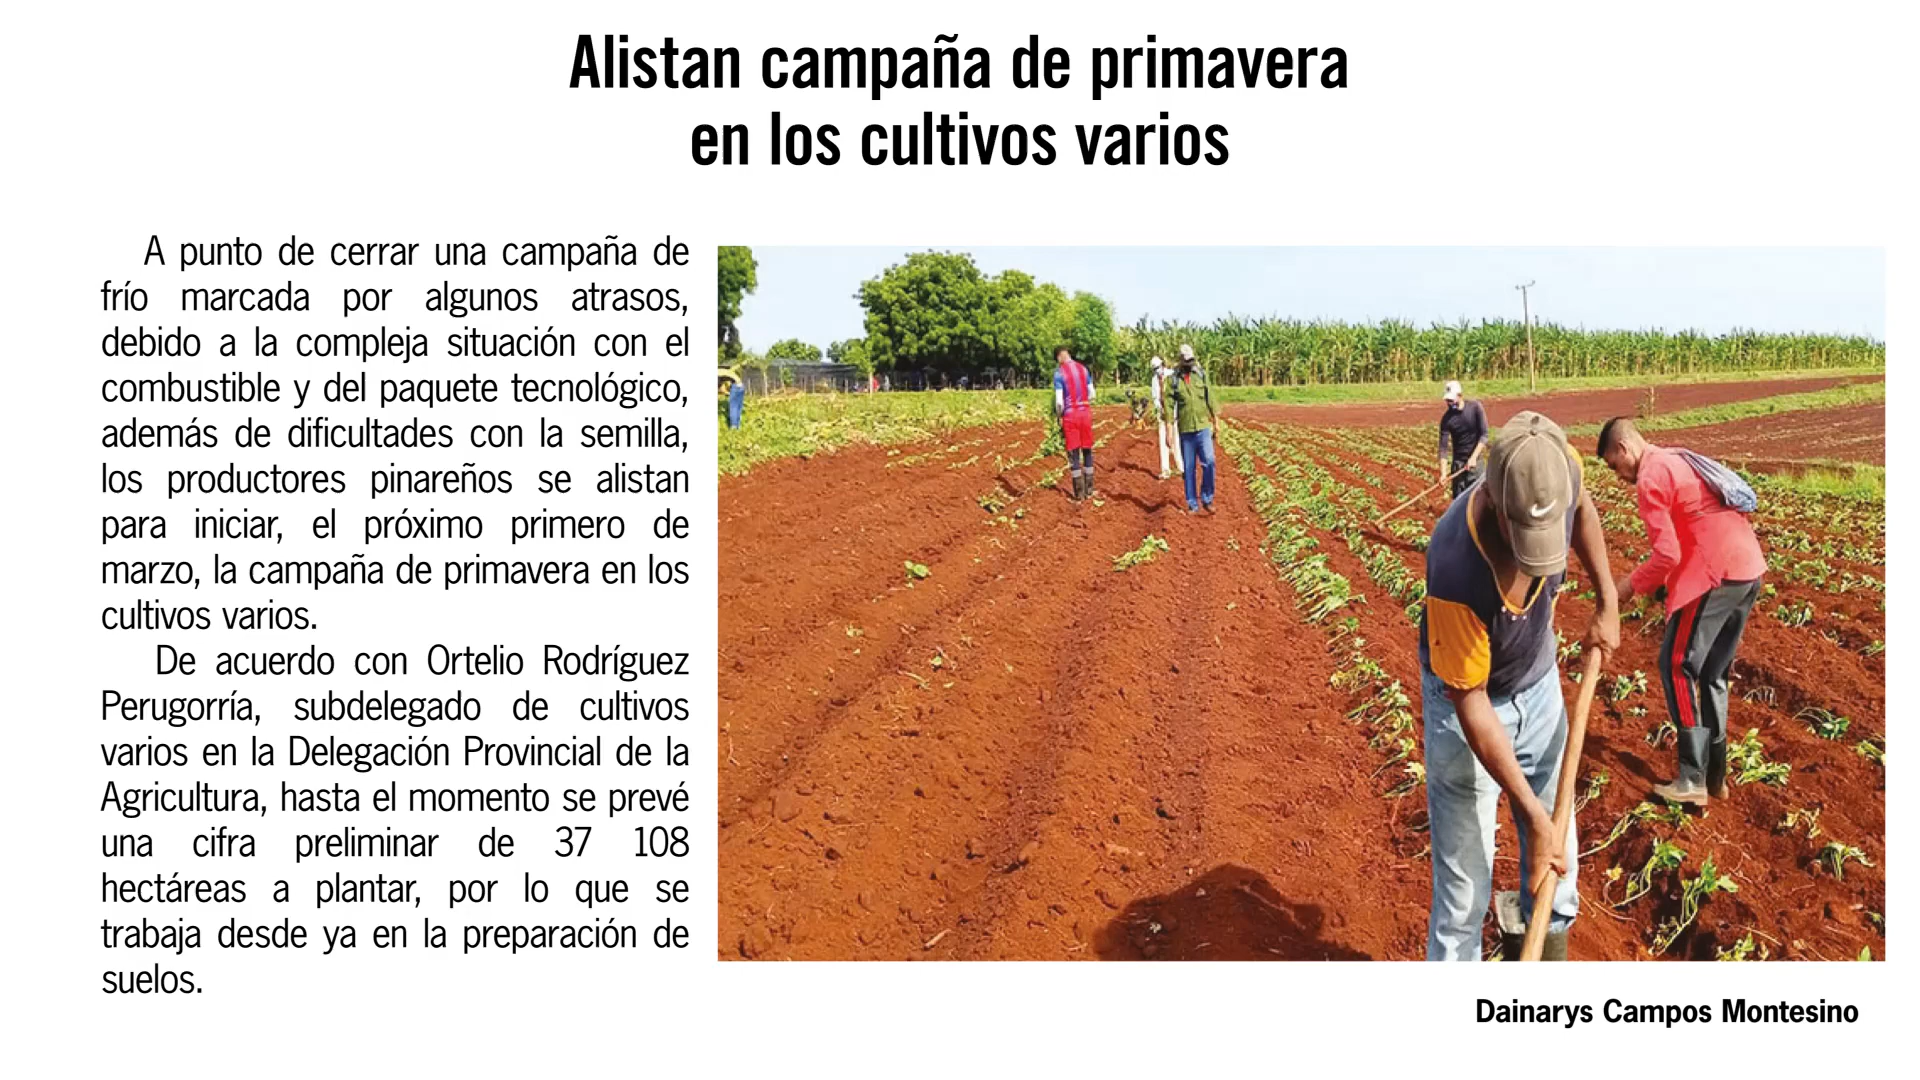 Alistan campaña de primavera
en los cultivos varios
A punto de cerrar una campaña de
frío marcada por algunos atrasos,
debido a la compleja situación con el
combustible y del paquete tecnológico,
además de dificultades con la semilla,
los productores pinareños se alistan
para iniciar, el próximo primero de
marzo, la campaña de primavera en los
cultivos varios.
De acuerdo con Ortelio Rodríguez
Perugorría, subdelegado de cultivos
varios en la Delegación Provincial de la
Agricultura, hasta el momento se prevé
una cifra preliminar de 37 108
hectáreas a plantar, por lo que se
trabaja desde ya en la preparación de
suelos.
Dainarys Campos Montesino